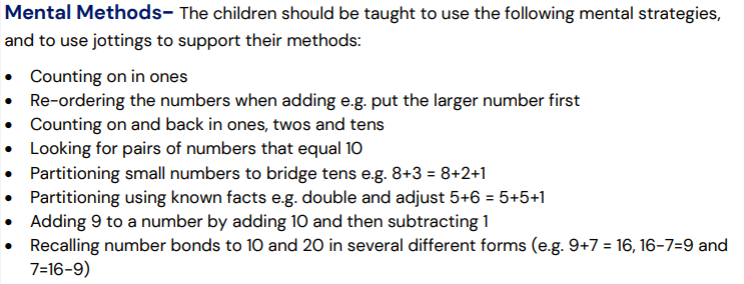 Mental Methods– The children should be taught to use the following mental strategies,
and to use jottings to support their methods:
• Counting on in ones
• Re-ordering the numbers when adding e.g. put the larger number first
• Counting on and back in ones, twos and tens
• Looking for pairs of numbers that equal 10
• Partitioning small numbers to bridge tens e.g. 8+3 = 8+2+1
• Partitioning using known facts e.g. double and adjust 5+6 = 5+5+1
• Adding 9 to a number by adding 10 and then subtracting 1
• Recalling number bonds to 10 and 20 in several different forms (e.g. 9+7 = 16, 16-7=9 and
7=16-9)